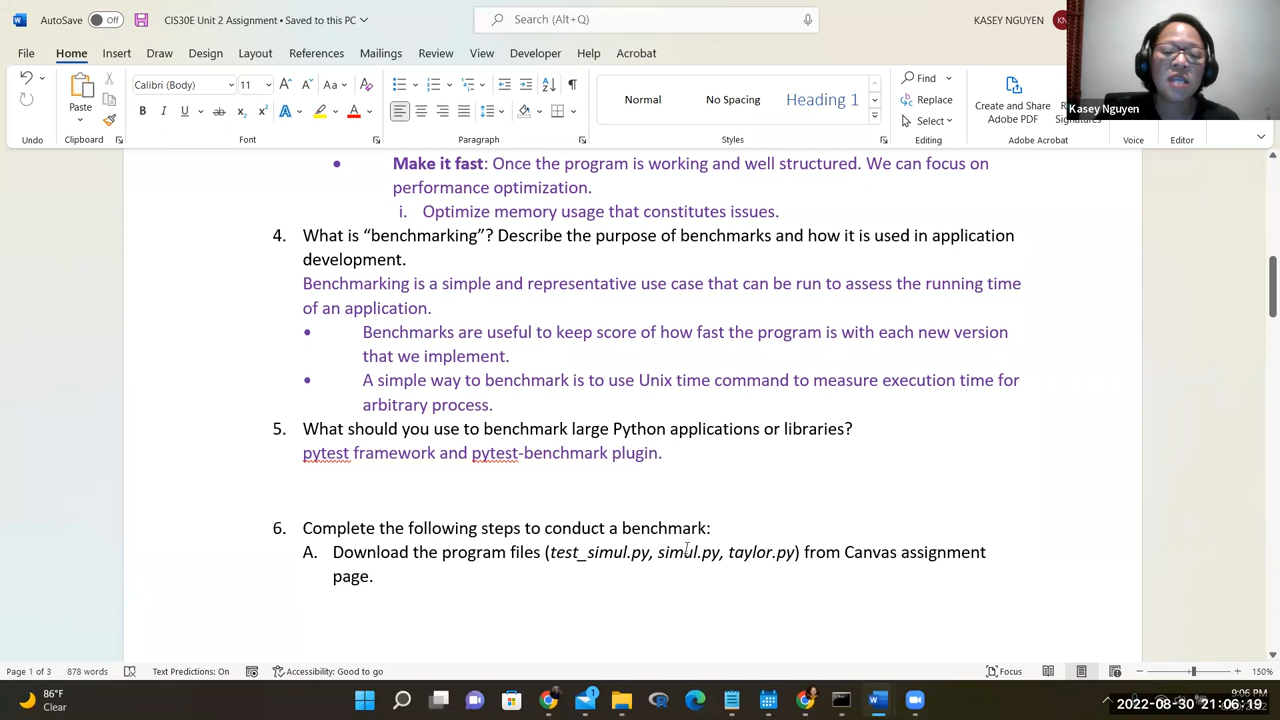 AutoSave Off CIS30E Unit 2 Assignment • Saved to this PC Search (Alt+Q) KASEY NGUYEN
File Home Insert Draw Design Layout References Mailings Review View Developer Help Acrobat
Kasey Nguyen
Calibri (Body) 11
Paste
Normal No Spacing Heading 1
Find
Replace
Select
Create and Share
Adobe PDF
Signatures
Undo Clipboard Font Paragraph Styles Editing Adobe Acrobat Voice Editor
• Make it fast: Once the program is working and well structured. We can focus on
performance optimization.
i. Optimize memory usage that constitutes issues.
4. What is “benchmarking”? Describe the purpose of benchmarks and how it is used in application
development.
Benchmarking is a simple and representative use case that can be run to assess the running time
of an application.
• Benchmarks are useful to keep score of how fast the program is with each new version
that we implement.
• A simple way to benchmark is to use Unix time command to measure execution time for
arbitrary process.
5. What should you use to benchmark large Python applications or libraries?
pytest framework and pytest-benchmark plugin.
6. Complete the following steps to conduct a benchmark:
A. Download the program files (test_simul.py, simul.py, taylor.py) from Canvas assignment
page.
Page 1 of 3 878 words Text Predictions: On Accessibility: Good to go Focus 150%
86°F
Clear
2022-08-30 21:06:19